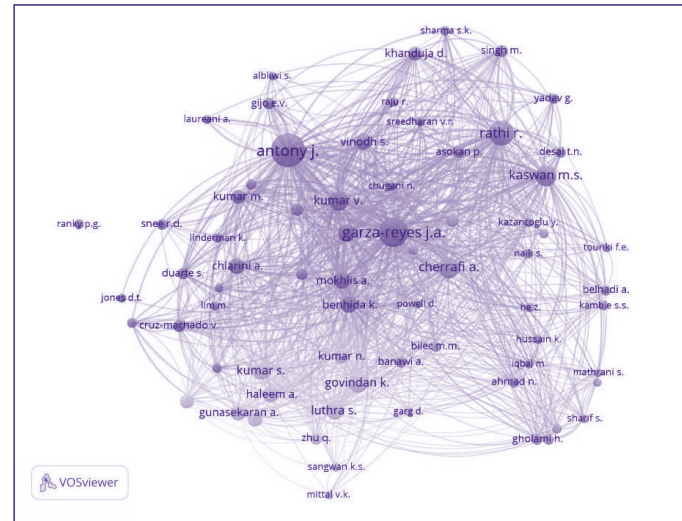 sharma s.k.
khanduja d.
singh m.
albliwi s.
gijo e.v.
raju r.
yadav g.
laureani a.
sreedharan v.r.
rathi r.
antony j.
vinodh s.
asokan p.
desai t.n.
kaswan m.s.
chugani n.
kumar m.
kumar v.
ranky p.g.
snee r.d.
garza-reyes j.a.
kazancoglu y.
linderman k.
touriki f.e.
naik s.
duarte s.
chiarini a.
cherrafi a.
mokhlis a.
belhadi a.
jones d.t.
lim m.
benhida k.
powell d.
he z.
kamble s.s.
cruz-machado v.
hussain k.
bilec m.m.
kumar n.
banawi a.
iqbal m.
kumar s.
mathrani s.
govindan k.
ahmad n.
haleem a.
gunasekaran a.
luthra s.
garg d.
sharif s.
zhu q.
gholami h.
sangwan k.s.
mittal v.k.
VOSviewer